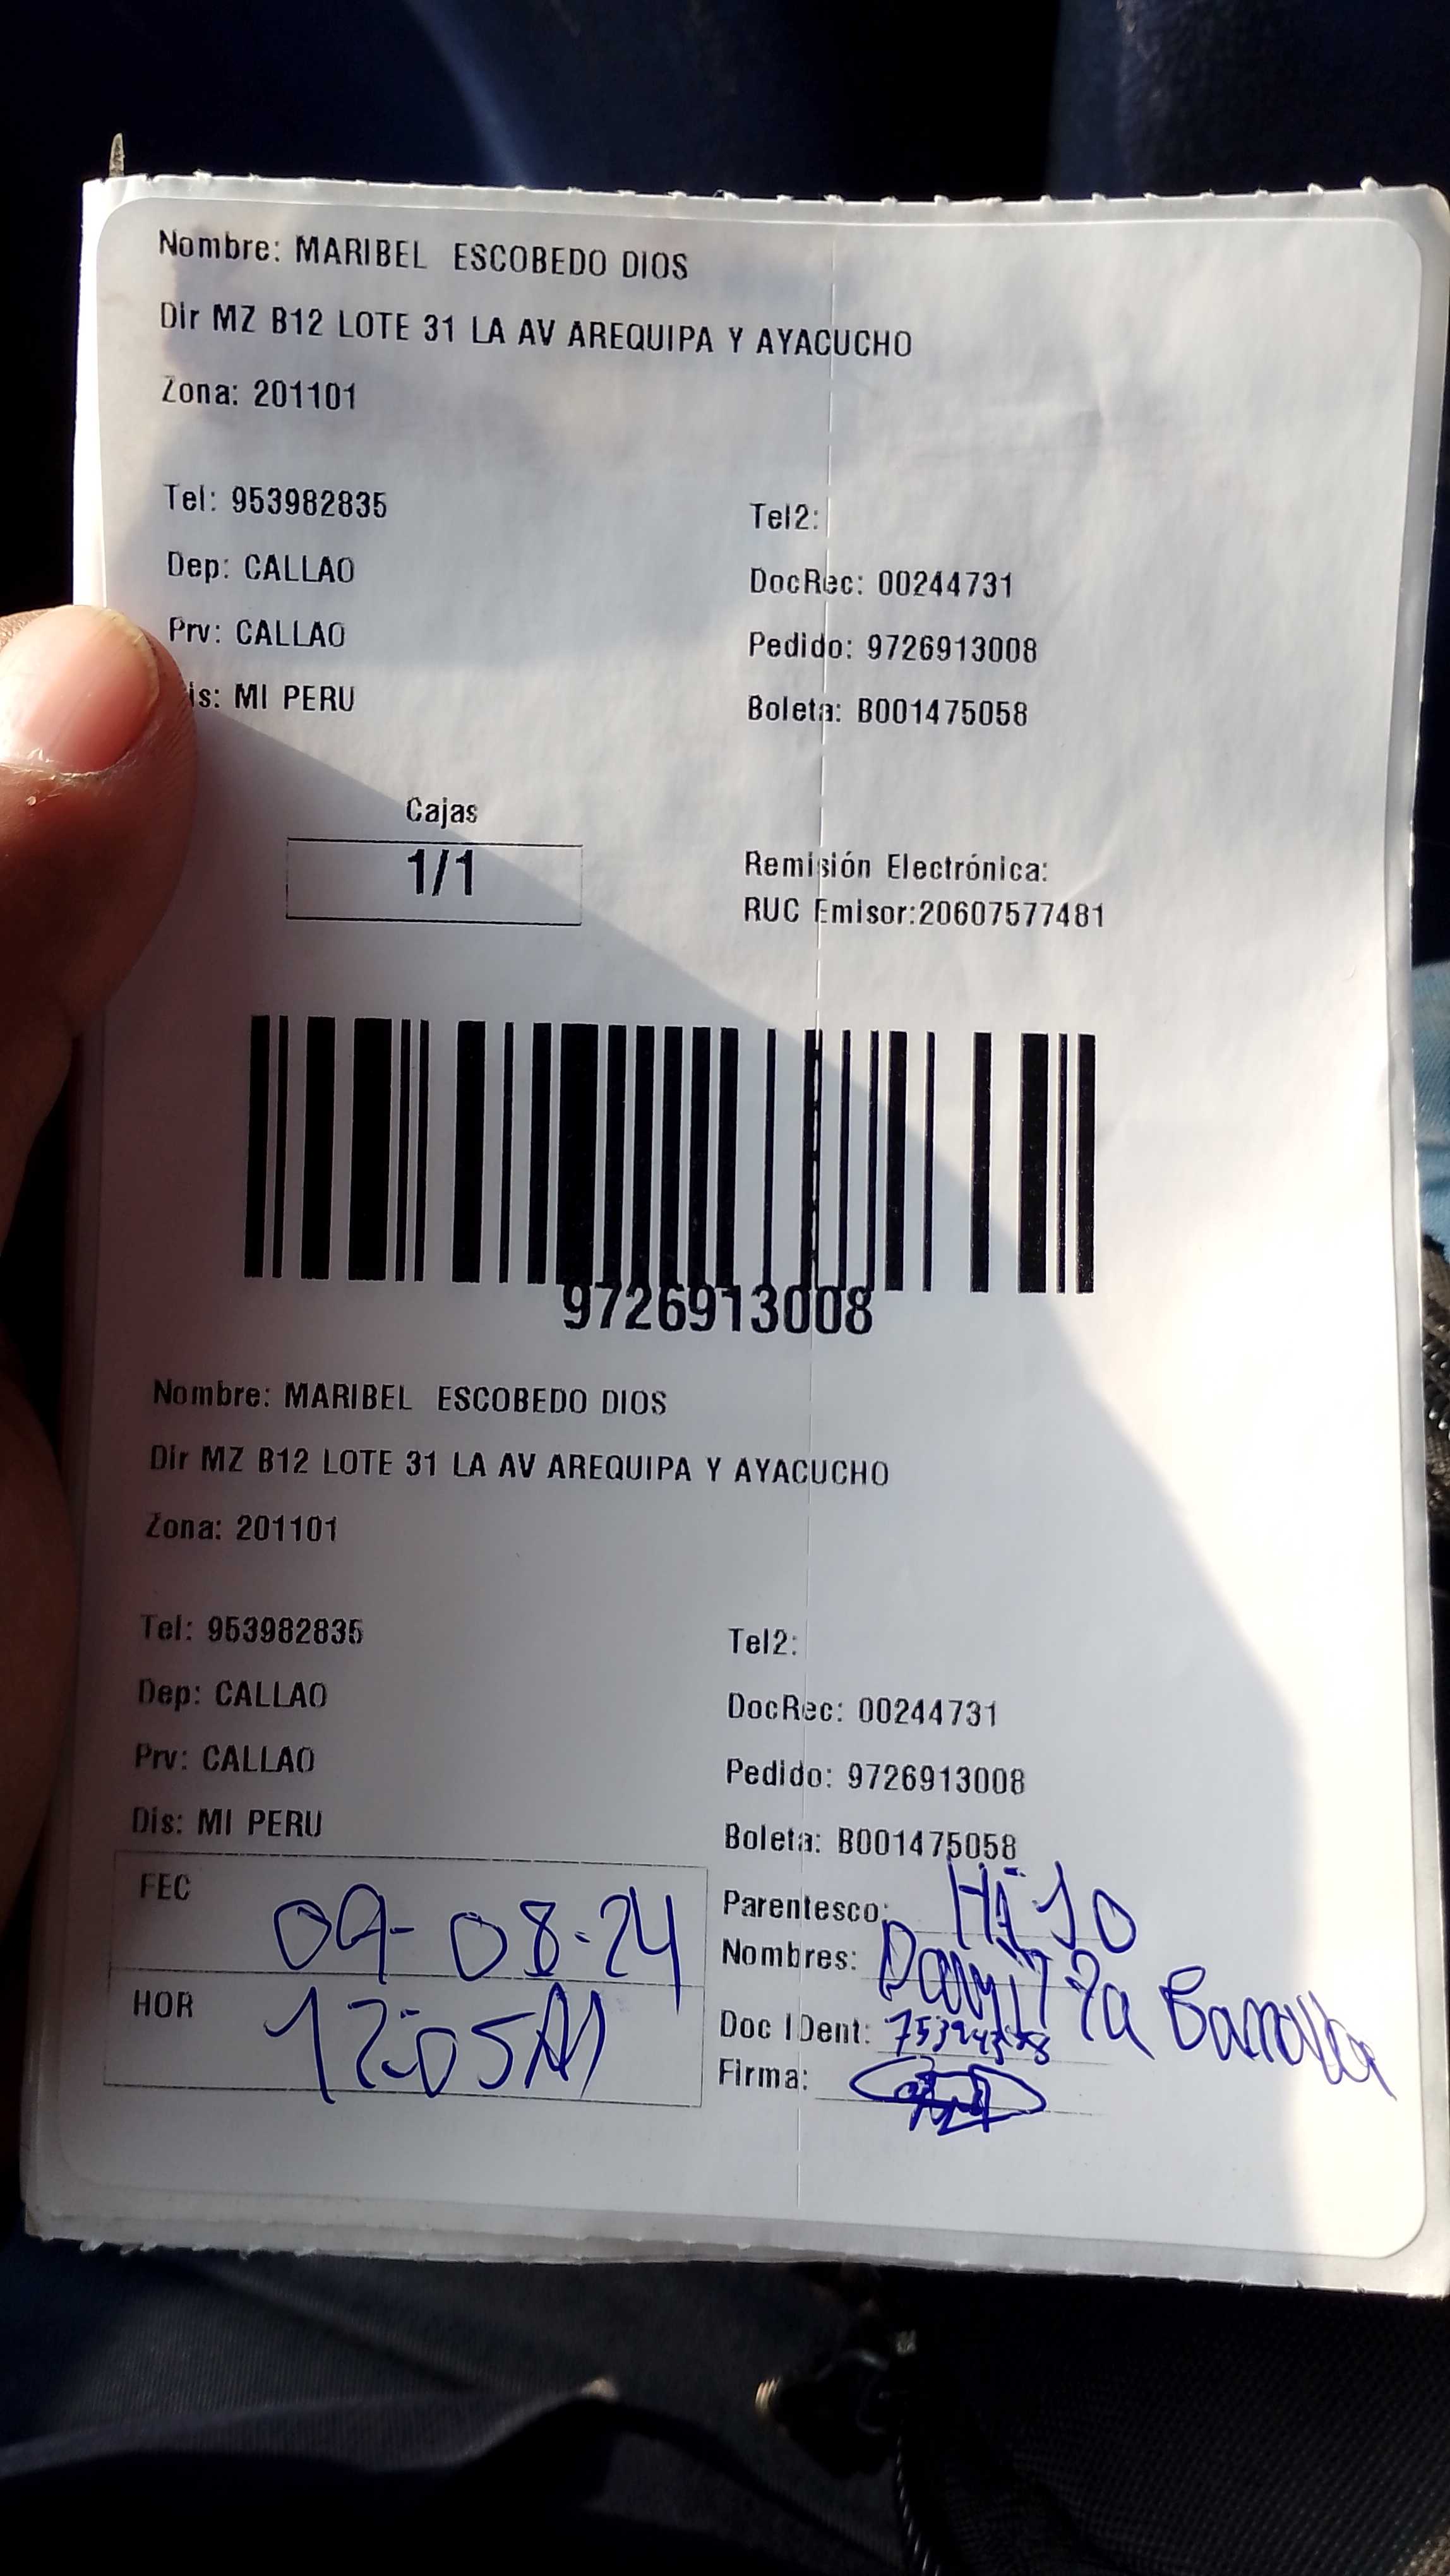 Nombre: MARIBEL ESCOBEDO DIOS
Dir MZ B12 LOTE 31 LA AV AREQUIPA Y AYACUCHO
Zona: 201101
Tel: 953982835 Tel2:
Dep: CALLAO DocRec: 00244731
Prv: CALLAO Pedido: 9726913008
is: MI PERU Boleta: B001475058
Cajas
1/1
Remisión Electrónica:
RUC Emisor:20607577481
9726913008
Nombre: MARIBEL ESCOBEDO DIOS
Dir MZ B12 LOTE 31 LA AV AREQUIPA Y AYACUCHO
Zona: 201101
Tel: 953982835 Tel2:
Dep: CALLAO DocRec: 00244731
Prv: CALLAO Pedido: 9726913008
Dis: MI PERU Boleta: B001475058
FEC 09-08-24 Parentesco: HiJO
Nombres:
HOR 12:05 Doc IDent:
Firma: